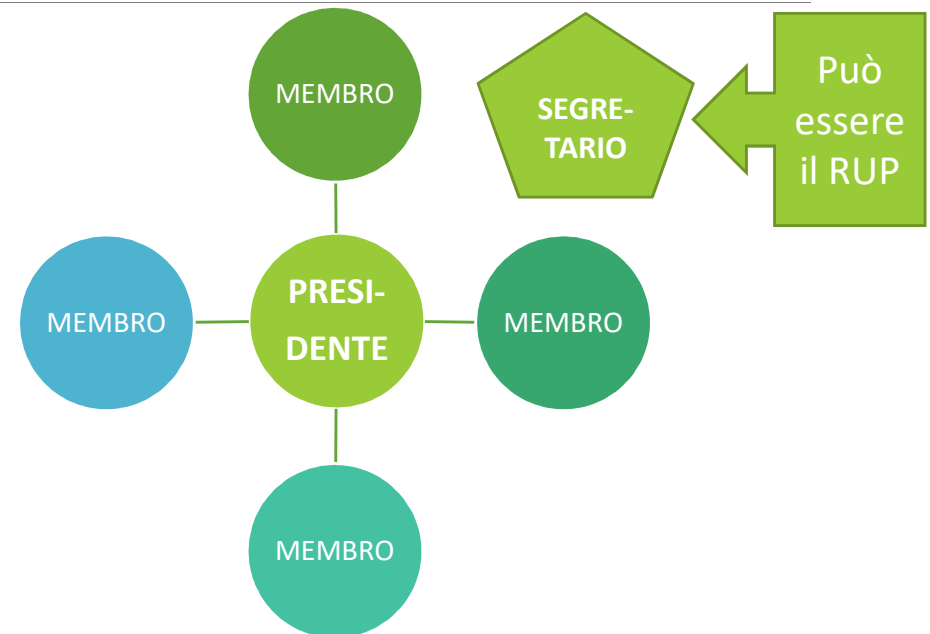 MEMBRO
SEGRE-
TARIO
Può
essere
il RUP
MEMBRO
PRESI-
DENTE
MEMBRO
MEMBRO